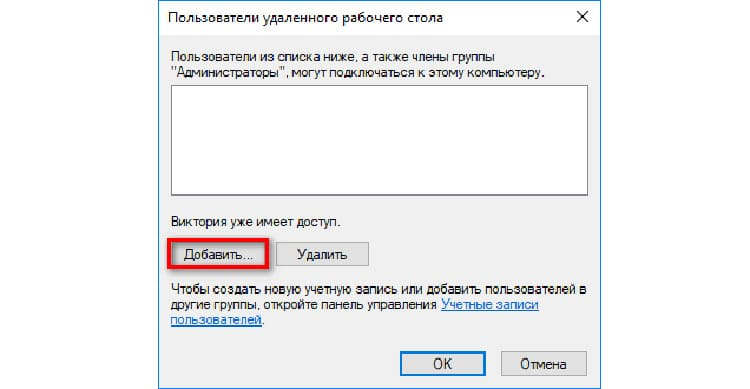 Пользователи удаленного рабочего стола
Пользователи из списка ниже, а также члены группы
"Администраторы", могут подключаться к этому компьютеру.
Виктория уже имеет доступ.
Добавить... Удалить
Чтобы создать новую учетную запись или добавить пользователей в
другие группы, откройте панель управления Учетные записи
пользователей.
OK Отмена